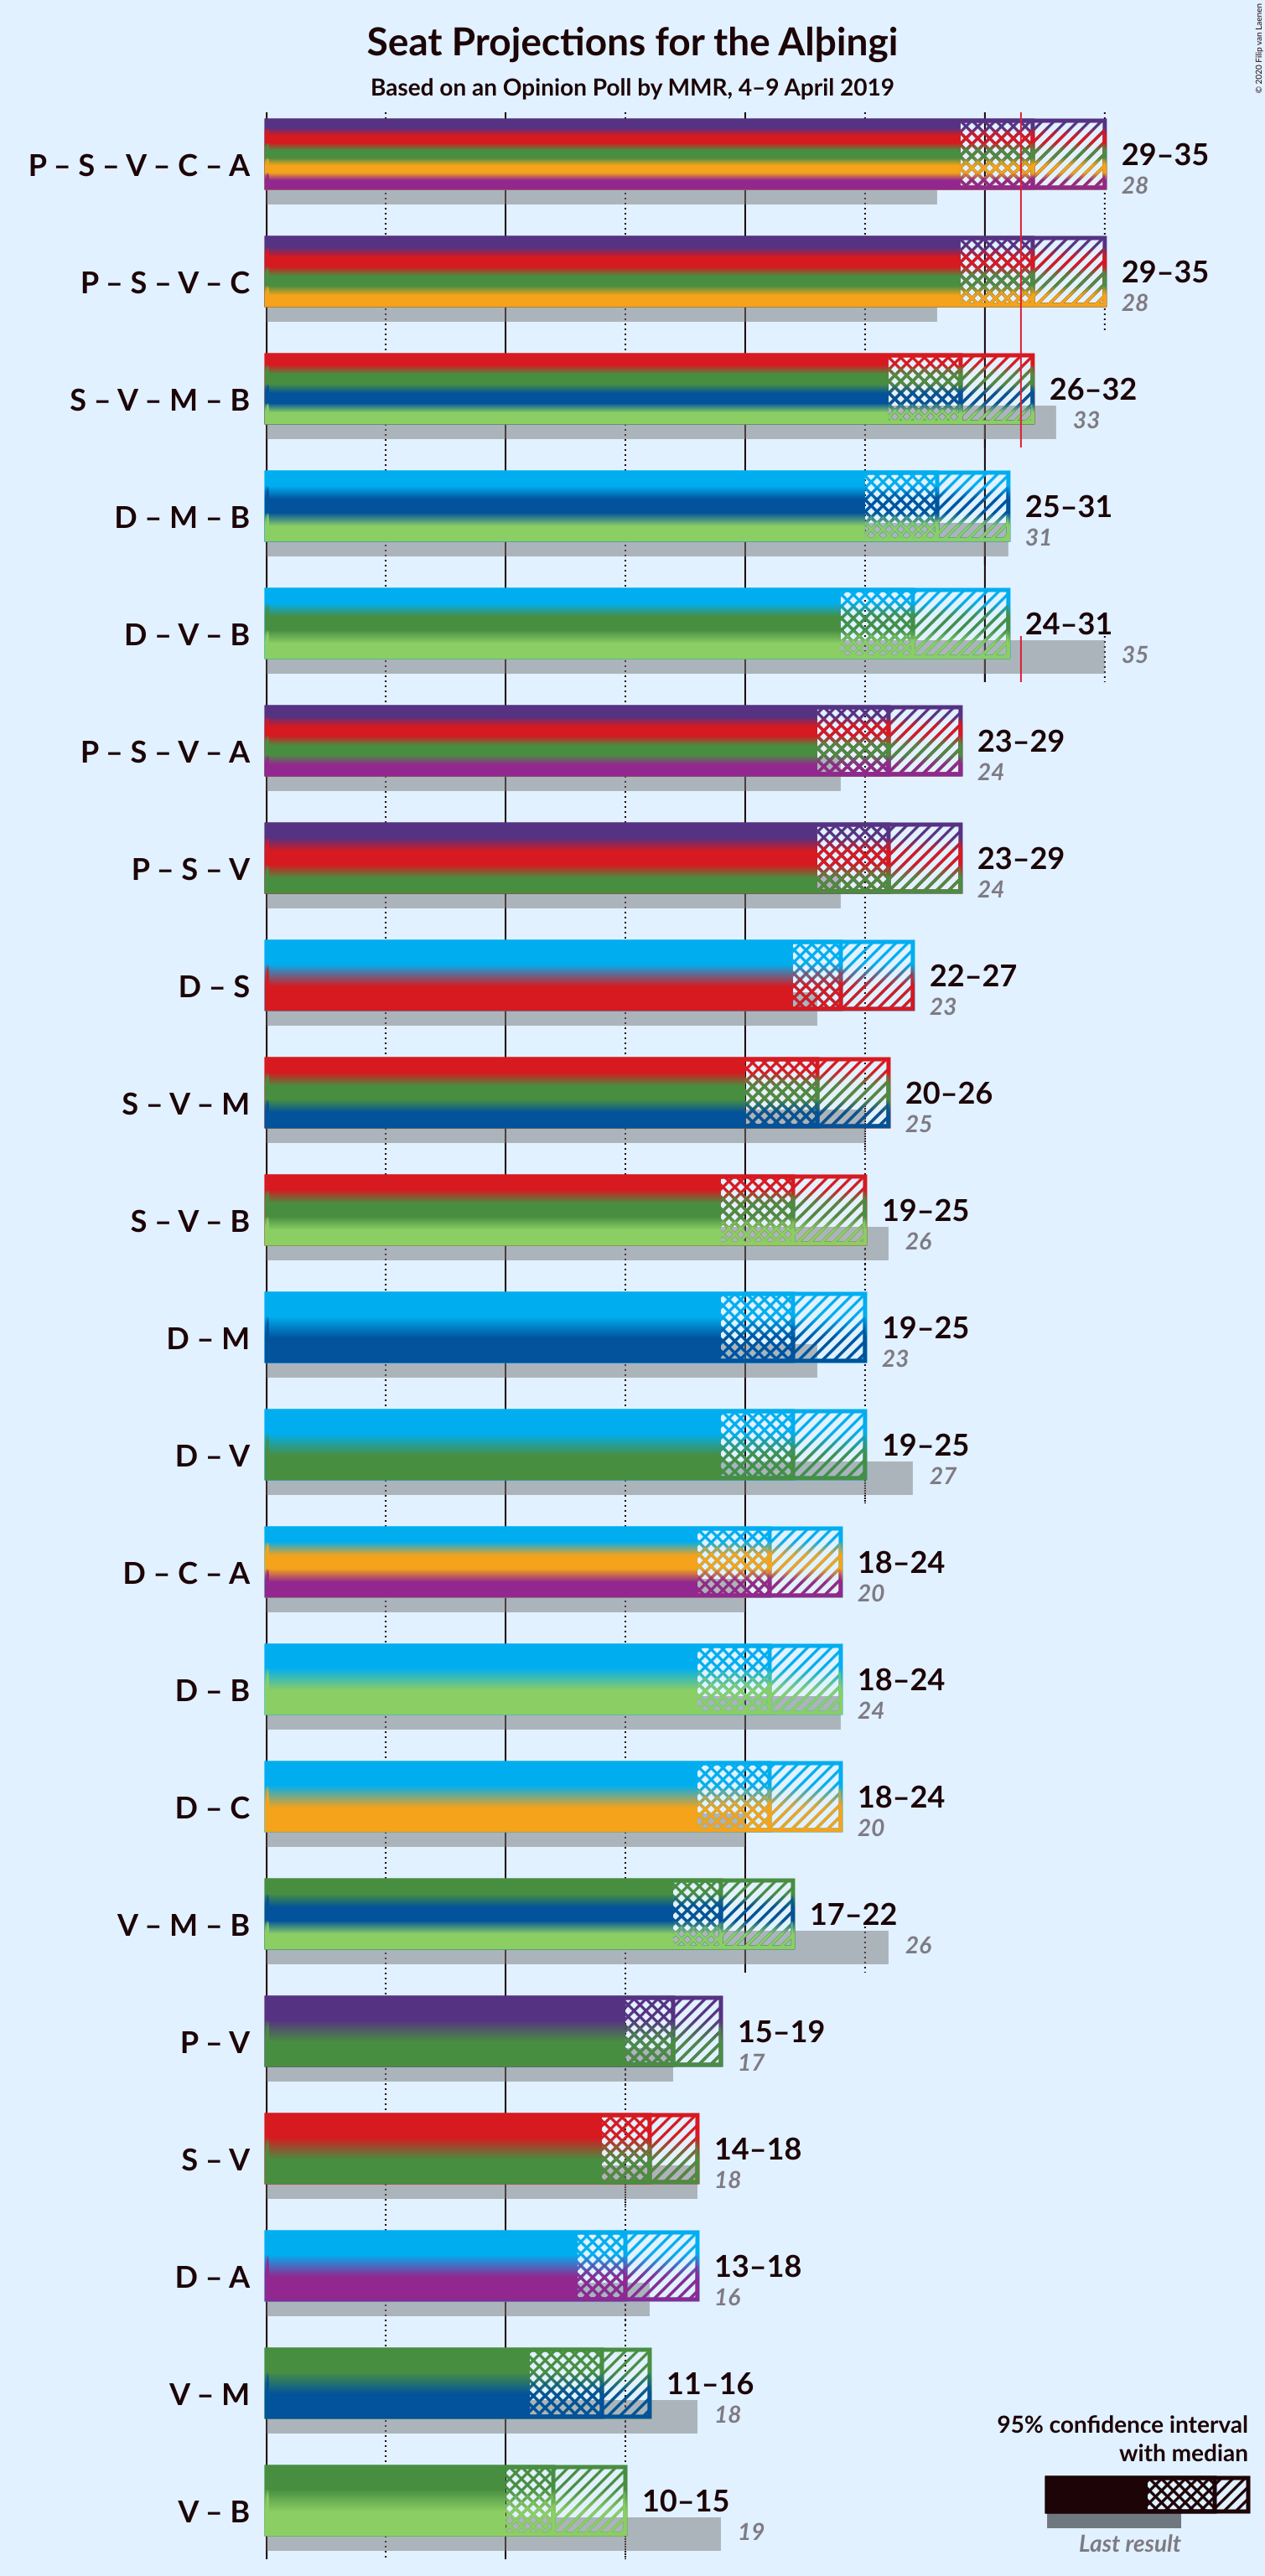 Seat Projections for the Alþingi
Based on an Opinion Poll by MMR, 4–9 April 2019
© 2020 Filip van Laenen
P – S – V – C – A
29–35
28
P – S – V – C
29–35
28
S – V – M – B
26–32
33
D – M – B
25–31
31
D – V – B
24–31
35
P – S – V – A
23–29
24
P – S – V
23–29
24
D – S
22–27
23
S – V – M
20–26
25
S – V – B
19–25
26
D – M
19–25
23
D – V
19–25
27
D – C – A
18–24
20
D – B
18–24
24
D – C
18–24
20
V – M – B
17–22
26
P – V
15–19
17
S – V
14–18
18
D – A
13–18
16
V – M
11–16
18
V – B
10–15
19
95% confidence interval
with median
Last result